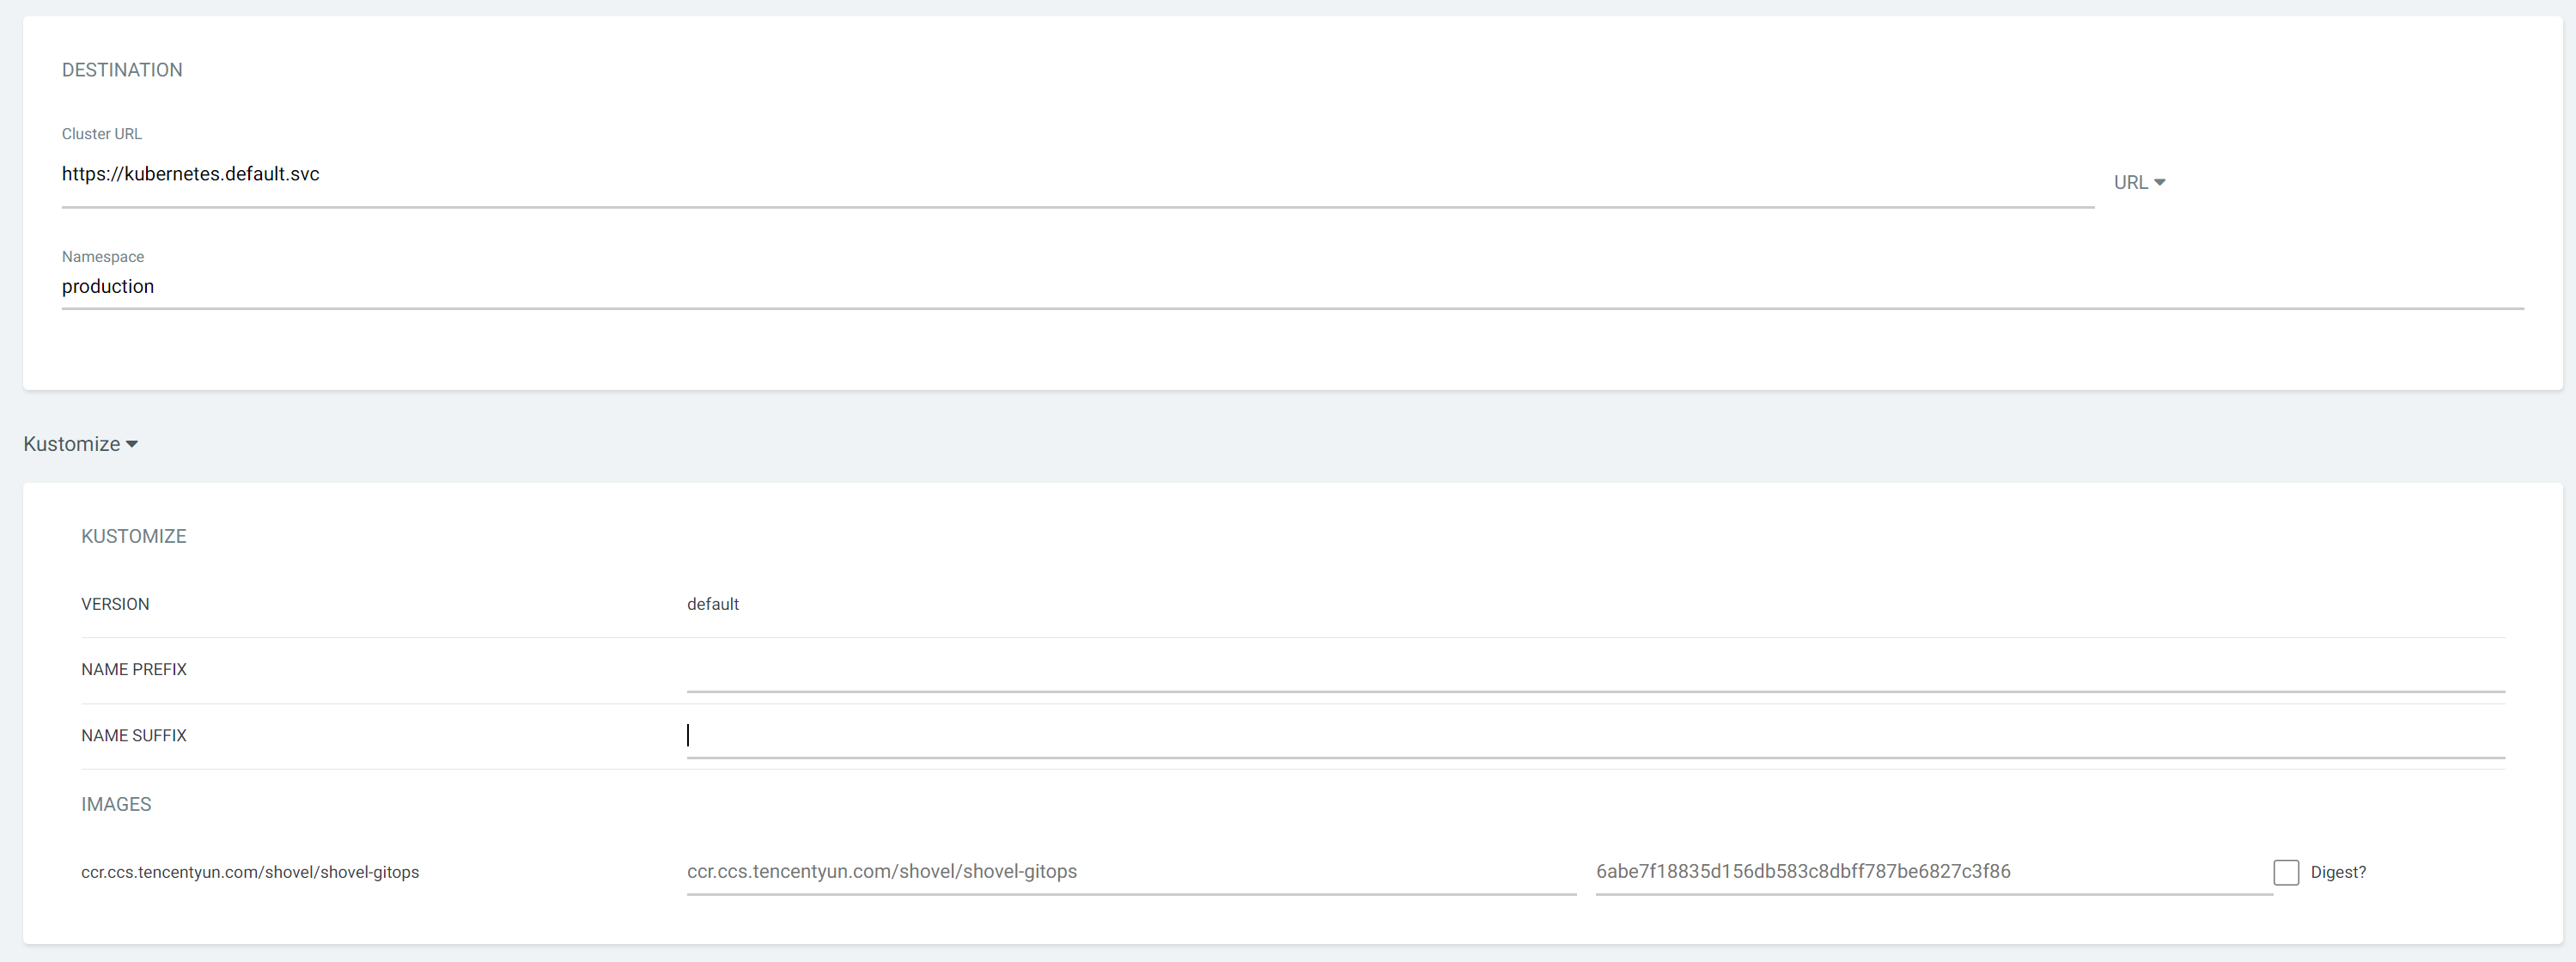 DESTINATION
Cluster URL
https://kubernetes.default.svc
URL
Namespace
production
Kustomize
KUSTOMIZE
VERSION default
NAME PREFIX
NAME SUFFIX
IMAGES
ccr.ccs.tencentyun.com/shovel/shovel-gitops ccr.ccs.tencentyun.com/shovel/shovel-gitops 6abe7f18835d156db583c8dbff787be6827c3f86 Digest?